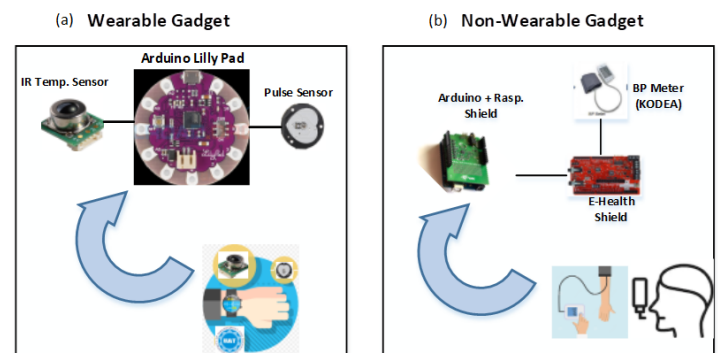 (a) Wearable Gadget
Arduino Lilly Pad
IR Temp. Sensor
Pulse Sensor
(b) Non-Wearable Gadget
BP Meter
(KODEA)
Arduino + Rasp.
Shield
E-Health
Shield